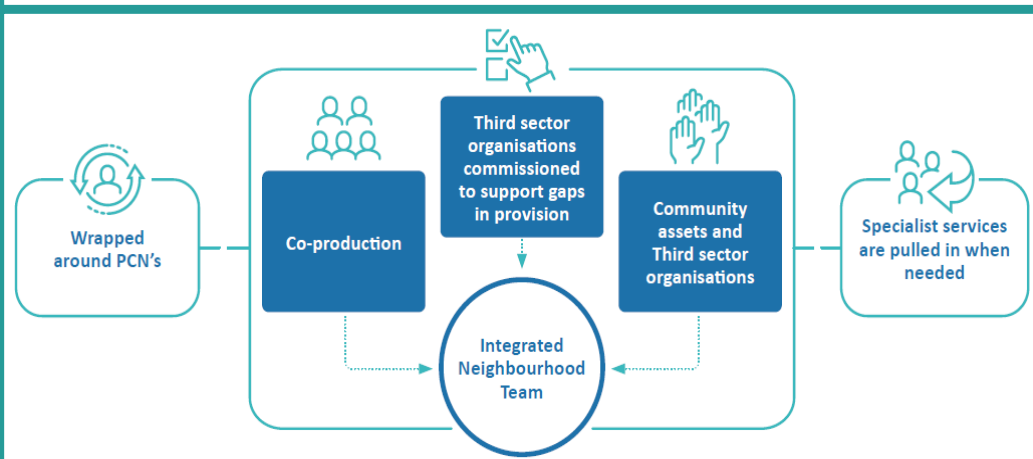 Wrapped
around PCN's
Co-production
Third sector
organisations
commissioned
to support gaps
in provision
Community
assets and
Third sector
organisations
Specialist services
are pulled in when
needed
Integrated
Neighbourhood
Team